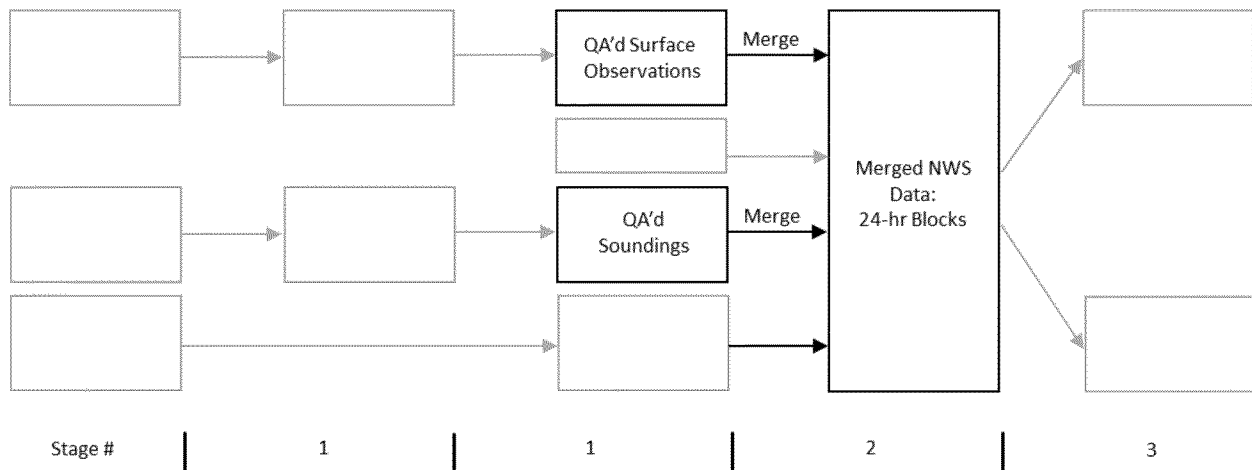 QA'd Surface
Observations
Merge
QA'd
Soundings
Merge
Merged NWS
Data:
24-hr Blocks
Stage #
1
1
2
3